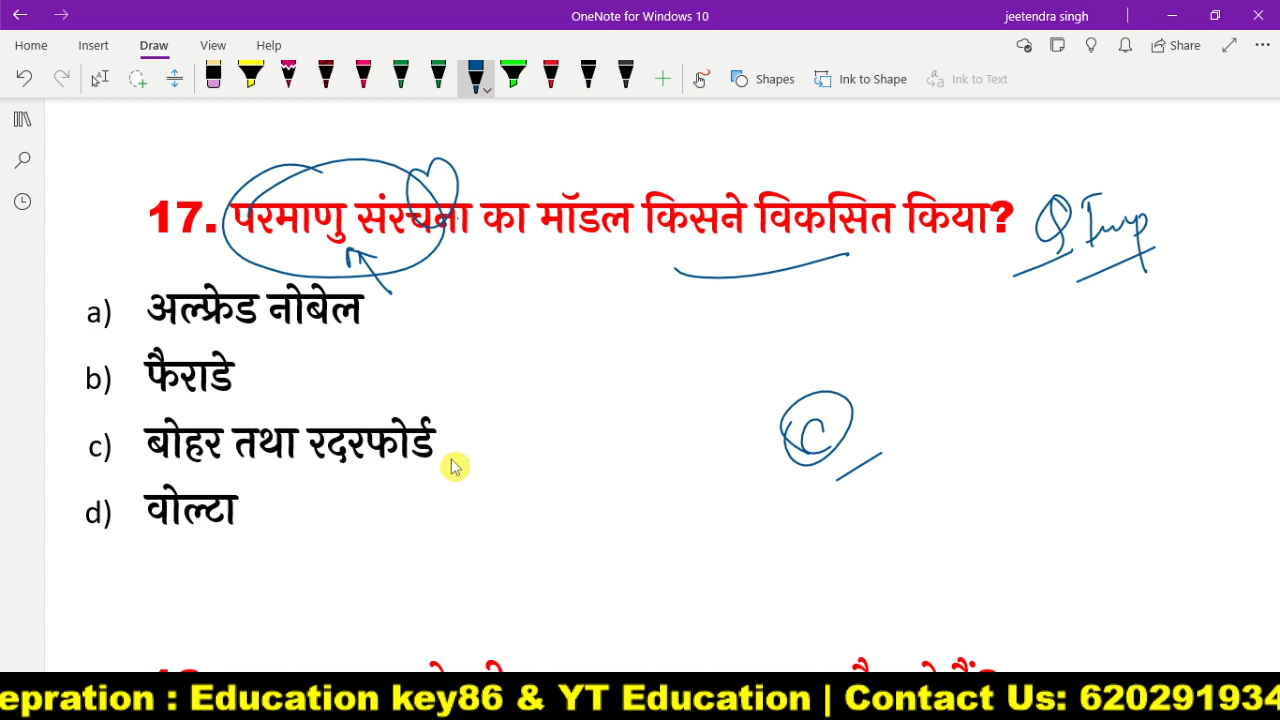 OneNote for Windows 10
jeetendra singh
Home Insert Draw View Help
Share
Shapes Ink to Shape Ink to Text
17. परमाणु संरचना का मॉडल किसने विकसित किया?
Imp
a) अल्फ्रेड नोबेल
b) फैराडे
c) बोहर तथा रदरफोर्ड
C
d) वोल्टा
epration : Education key86 & YT Education | Contact Us: 620291934